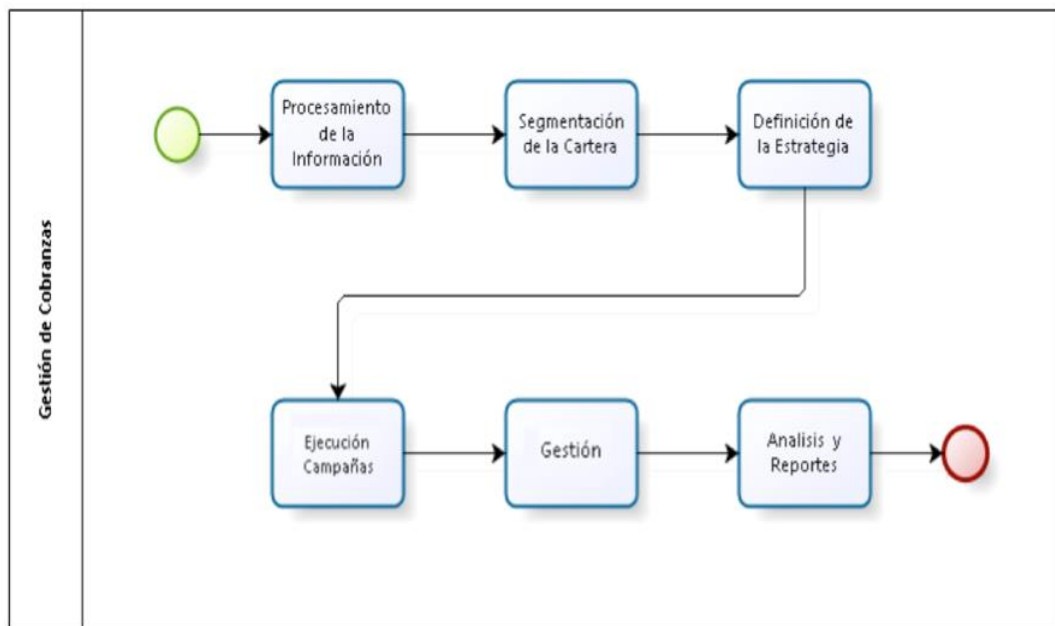 Gestión de Cobranzas
Procesamiento
de la
Información
Segmentación
de la Cartera
Definición de
la Estrategia
Ejecución
Campañas
Gestión
Analisis y
Reportes